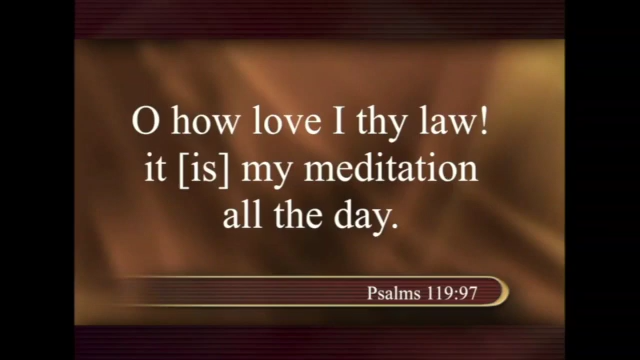 O how love I thy law!
it [is] my meditation
all the day.
Psalms 119:97